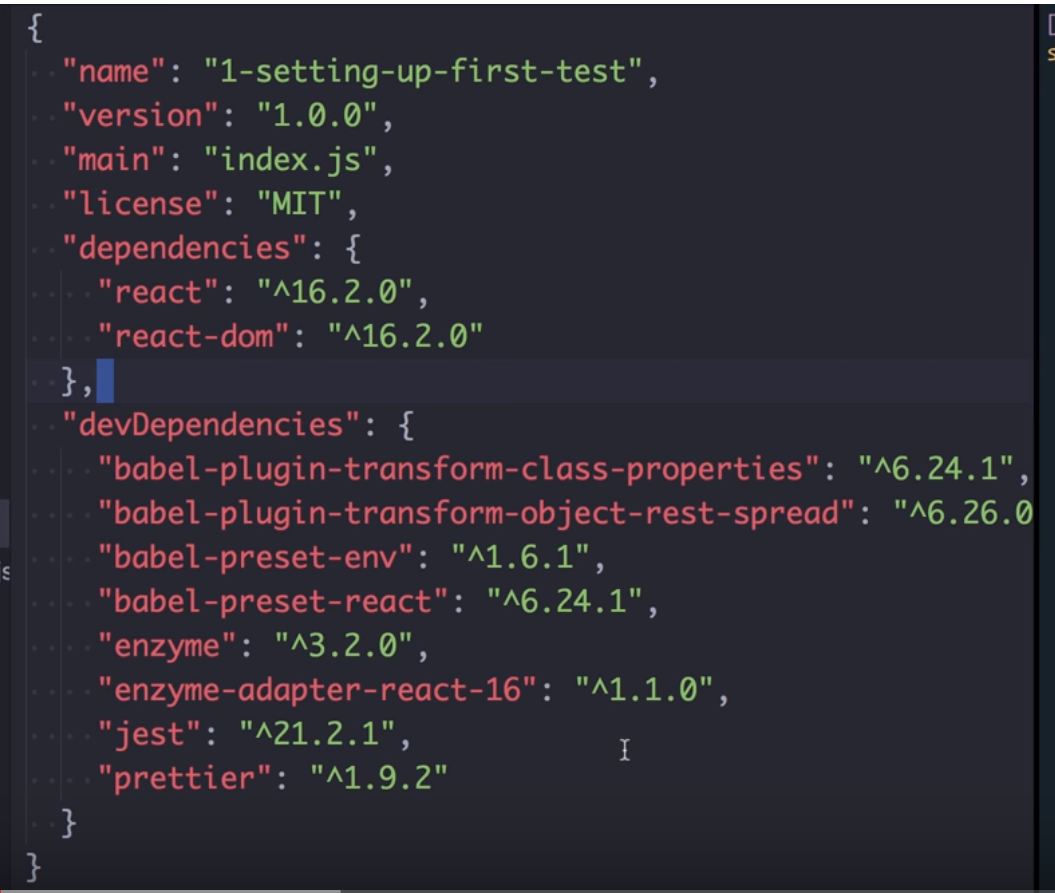 {
  "name": "1-setting-up-first-test",
  "version": "1.0.0",
  "main": "index.js",
  "license": "MIT",
  "dependencies": {
    "react": "^16.2.0",
    "react-dom": "^16.2.0"
  },
  "devDependencies": {
    "babel-plugin-transform-class-properties": "^6.24.1",
    "babel-plugin-transform-object-rest-spread": "^6.26.0
    "babel-preset-env": "^1.6.1",
    "babel-preset-react": "^6.24.1",
    "enzyme": "^3.2.0",
    "enzyme-adapter-react-16": "^1.1.0",
    "jest": "^21.2.1",
    "prettier": "^1.9.2"
  }
}